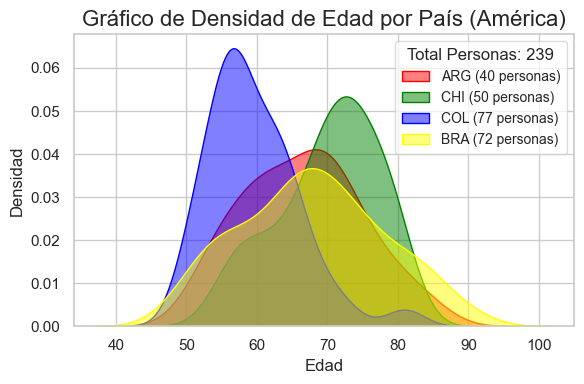 Gráfico de Densidad de Edad por País (América)
Total Personas: 239
ARG (40 personas)
CHI (50 personas)
COL (77 personas)
BRA (72 personas)
Densidad
0.06
0.05
0.04
0.03
0.02
0.01
0.00
40 50 60 70 80 90 100
Edad